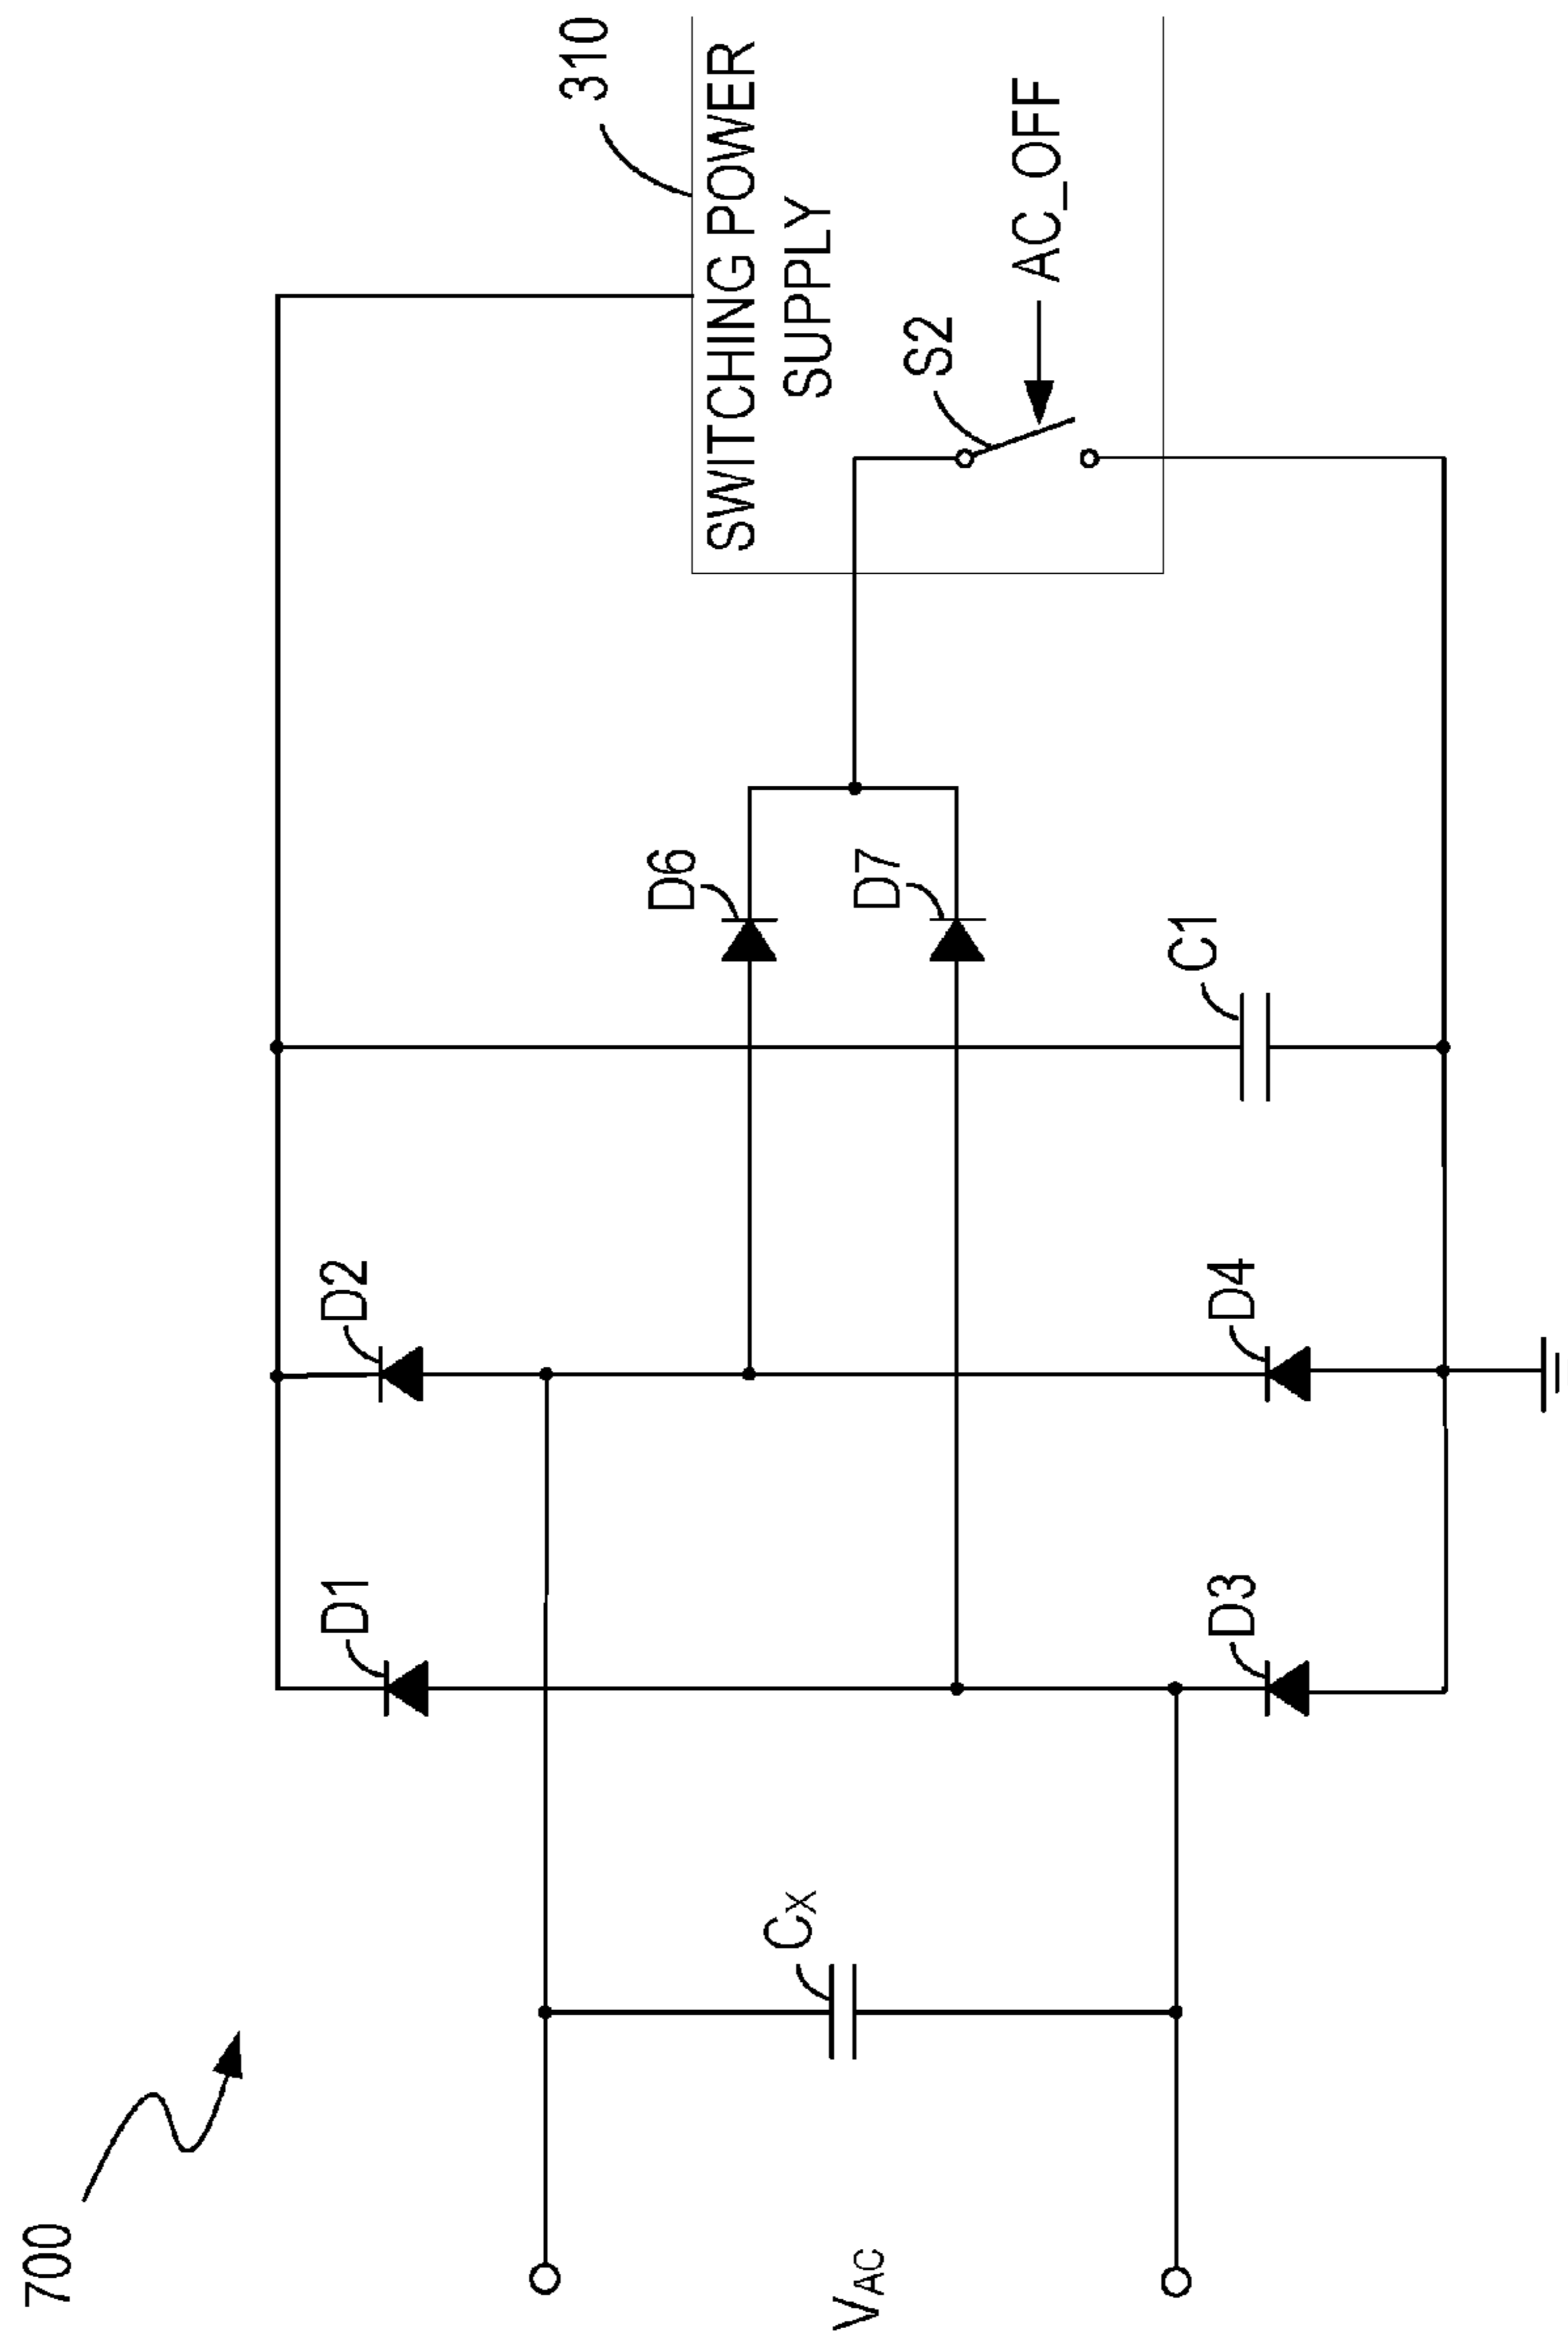 700
310
SWITCHING POWER
SUPPLY
D1
D2
D6
D7
S2
AC_OFF
CX
VAC
C1
D3
D4